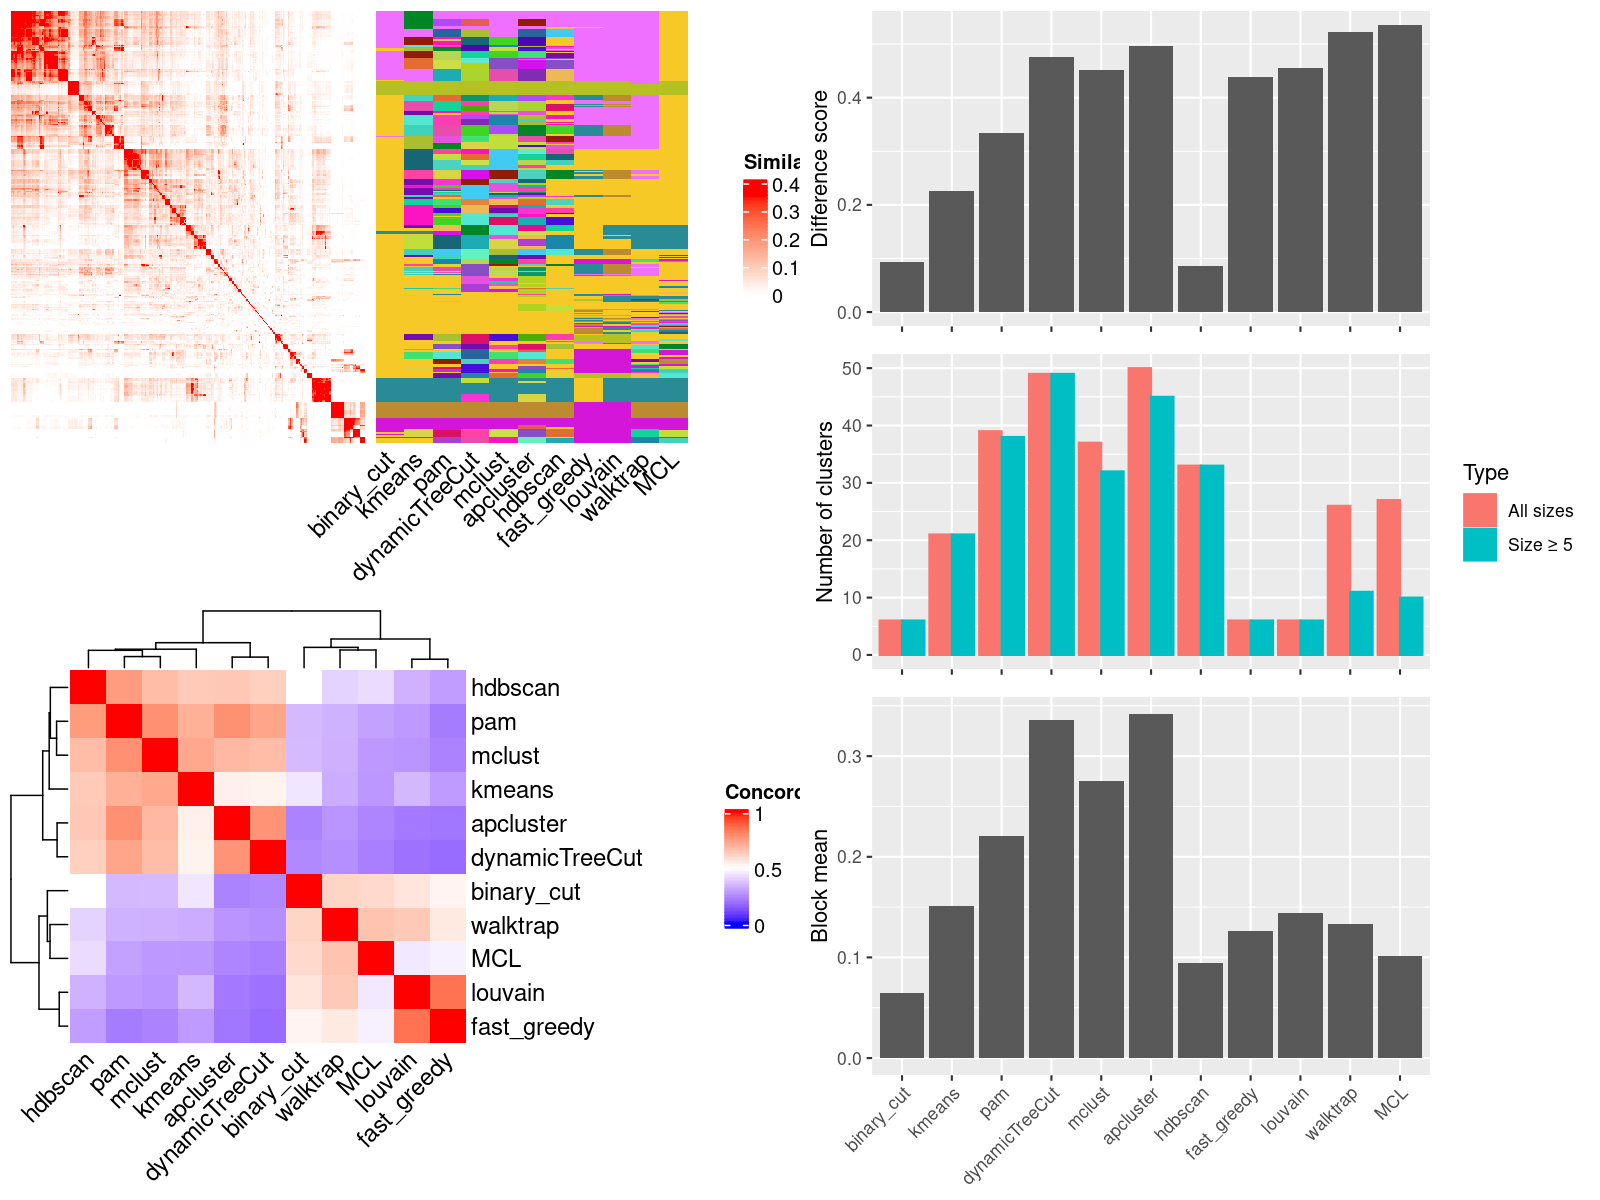 Simila
0.4
0.3
0.2
0.1
0
binary_cut
kmeans
pam
dynamicTreeCut
mclust
apcluster
hdbscan
fast_greedy
louvain
walktrap
MCL
Difference score
0.4
0.2
0.0
Number of clusters
50
40
30
20
10
0
Type
All sizes
Size ≥ 5
hdbscan
pam
mclust
kmeans
apcluster
dynamicTreeCut
binary_cut
walktrap
MCL
louvain
fast_greedy
hdbscan
pam
mclust
kmeans
apcluster
dynamicTreeCut
binary_cut
walktrap
MCL
louvain
fast_greedy
Concord
1
0.5
0
Block mean
0.3
0.2
0.1
0.0
binary_cut
kmeans
pam
dynamicTreeCut
mclust
apcluster
hdbscan
fast_greedy
louvain
walktrap
MCL